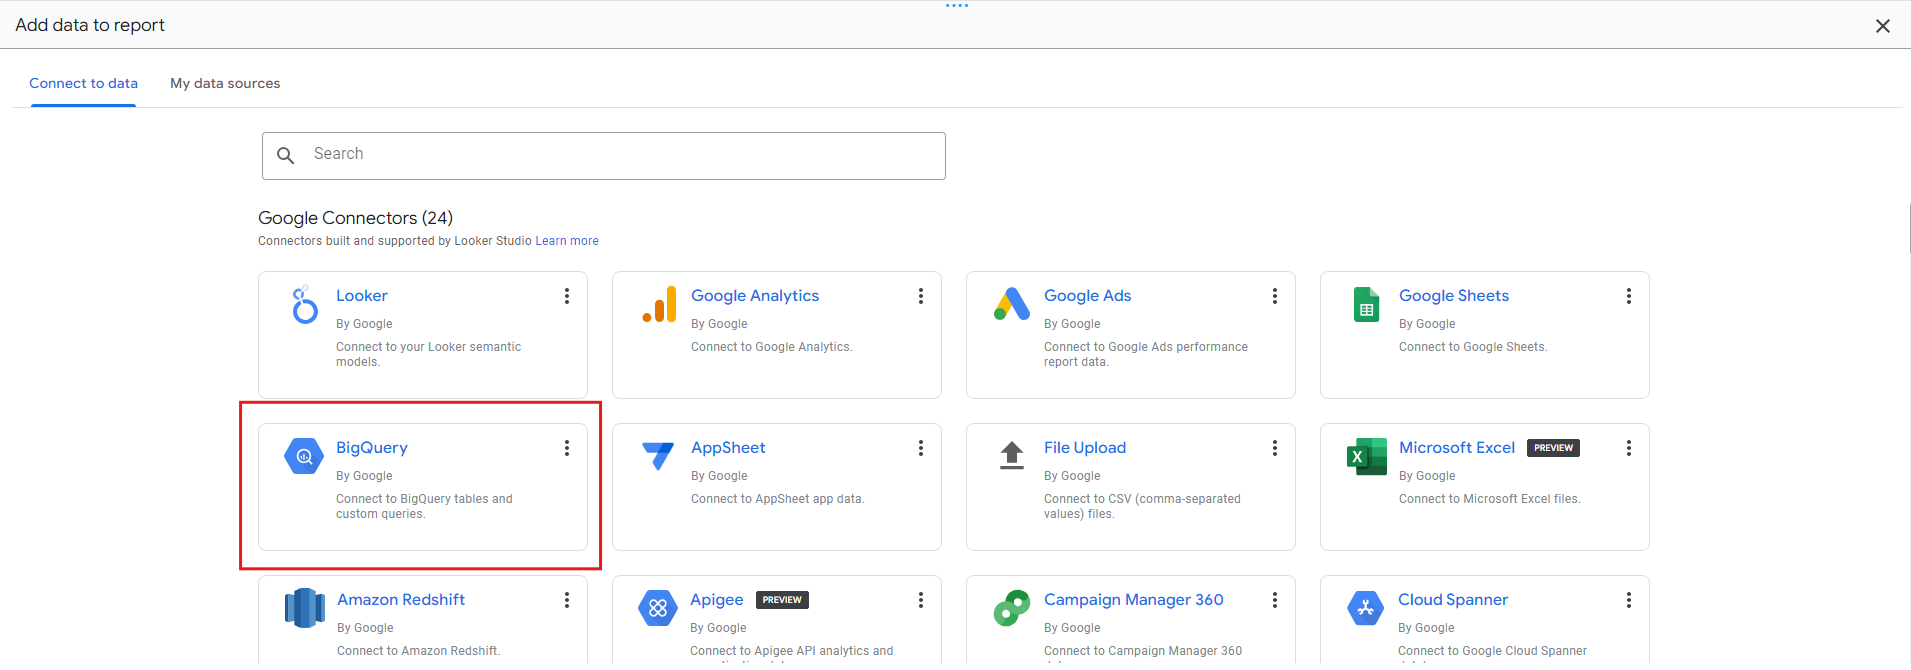 Add data to report
Connect to data
My data sources
Search
Google Connectors (24)
Connectors built and supported by Looker Studio Learn more
Looker
By Google
Connect to your Looker semantic
models.
Google Analytics
By Google
Connect to Google Analytics.
Google Ads
By Google
Connect to Google Ads performance
report data.
Google Sheets
By Google
Connect to Google Sheets.
BigQuery
By Google
Connect to BigQuery tables and
custom queries.
AppSheet
By Google
Connect to AppSheet app data.
File Upload
By Google
Connect to CSV (comma-separated
values) files.
Microsoft Excel PREVIEW
By Google
Connect to Microsoft Excel files.
Amazon Redshift
By Google
Connect to Amazon Redshift.
Apigee PREVIEW
By Google
Connect to Apigee API analytics and
Campaign Manager 360
By Google
Connect to Campaign Manager 360
Cloud Spanner
By Google
Connect to Google Cloud Spanner